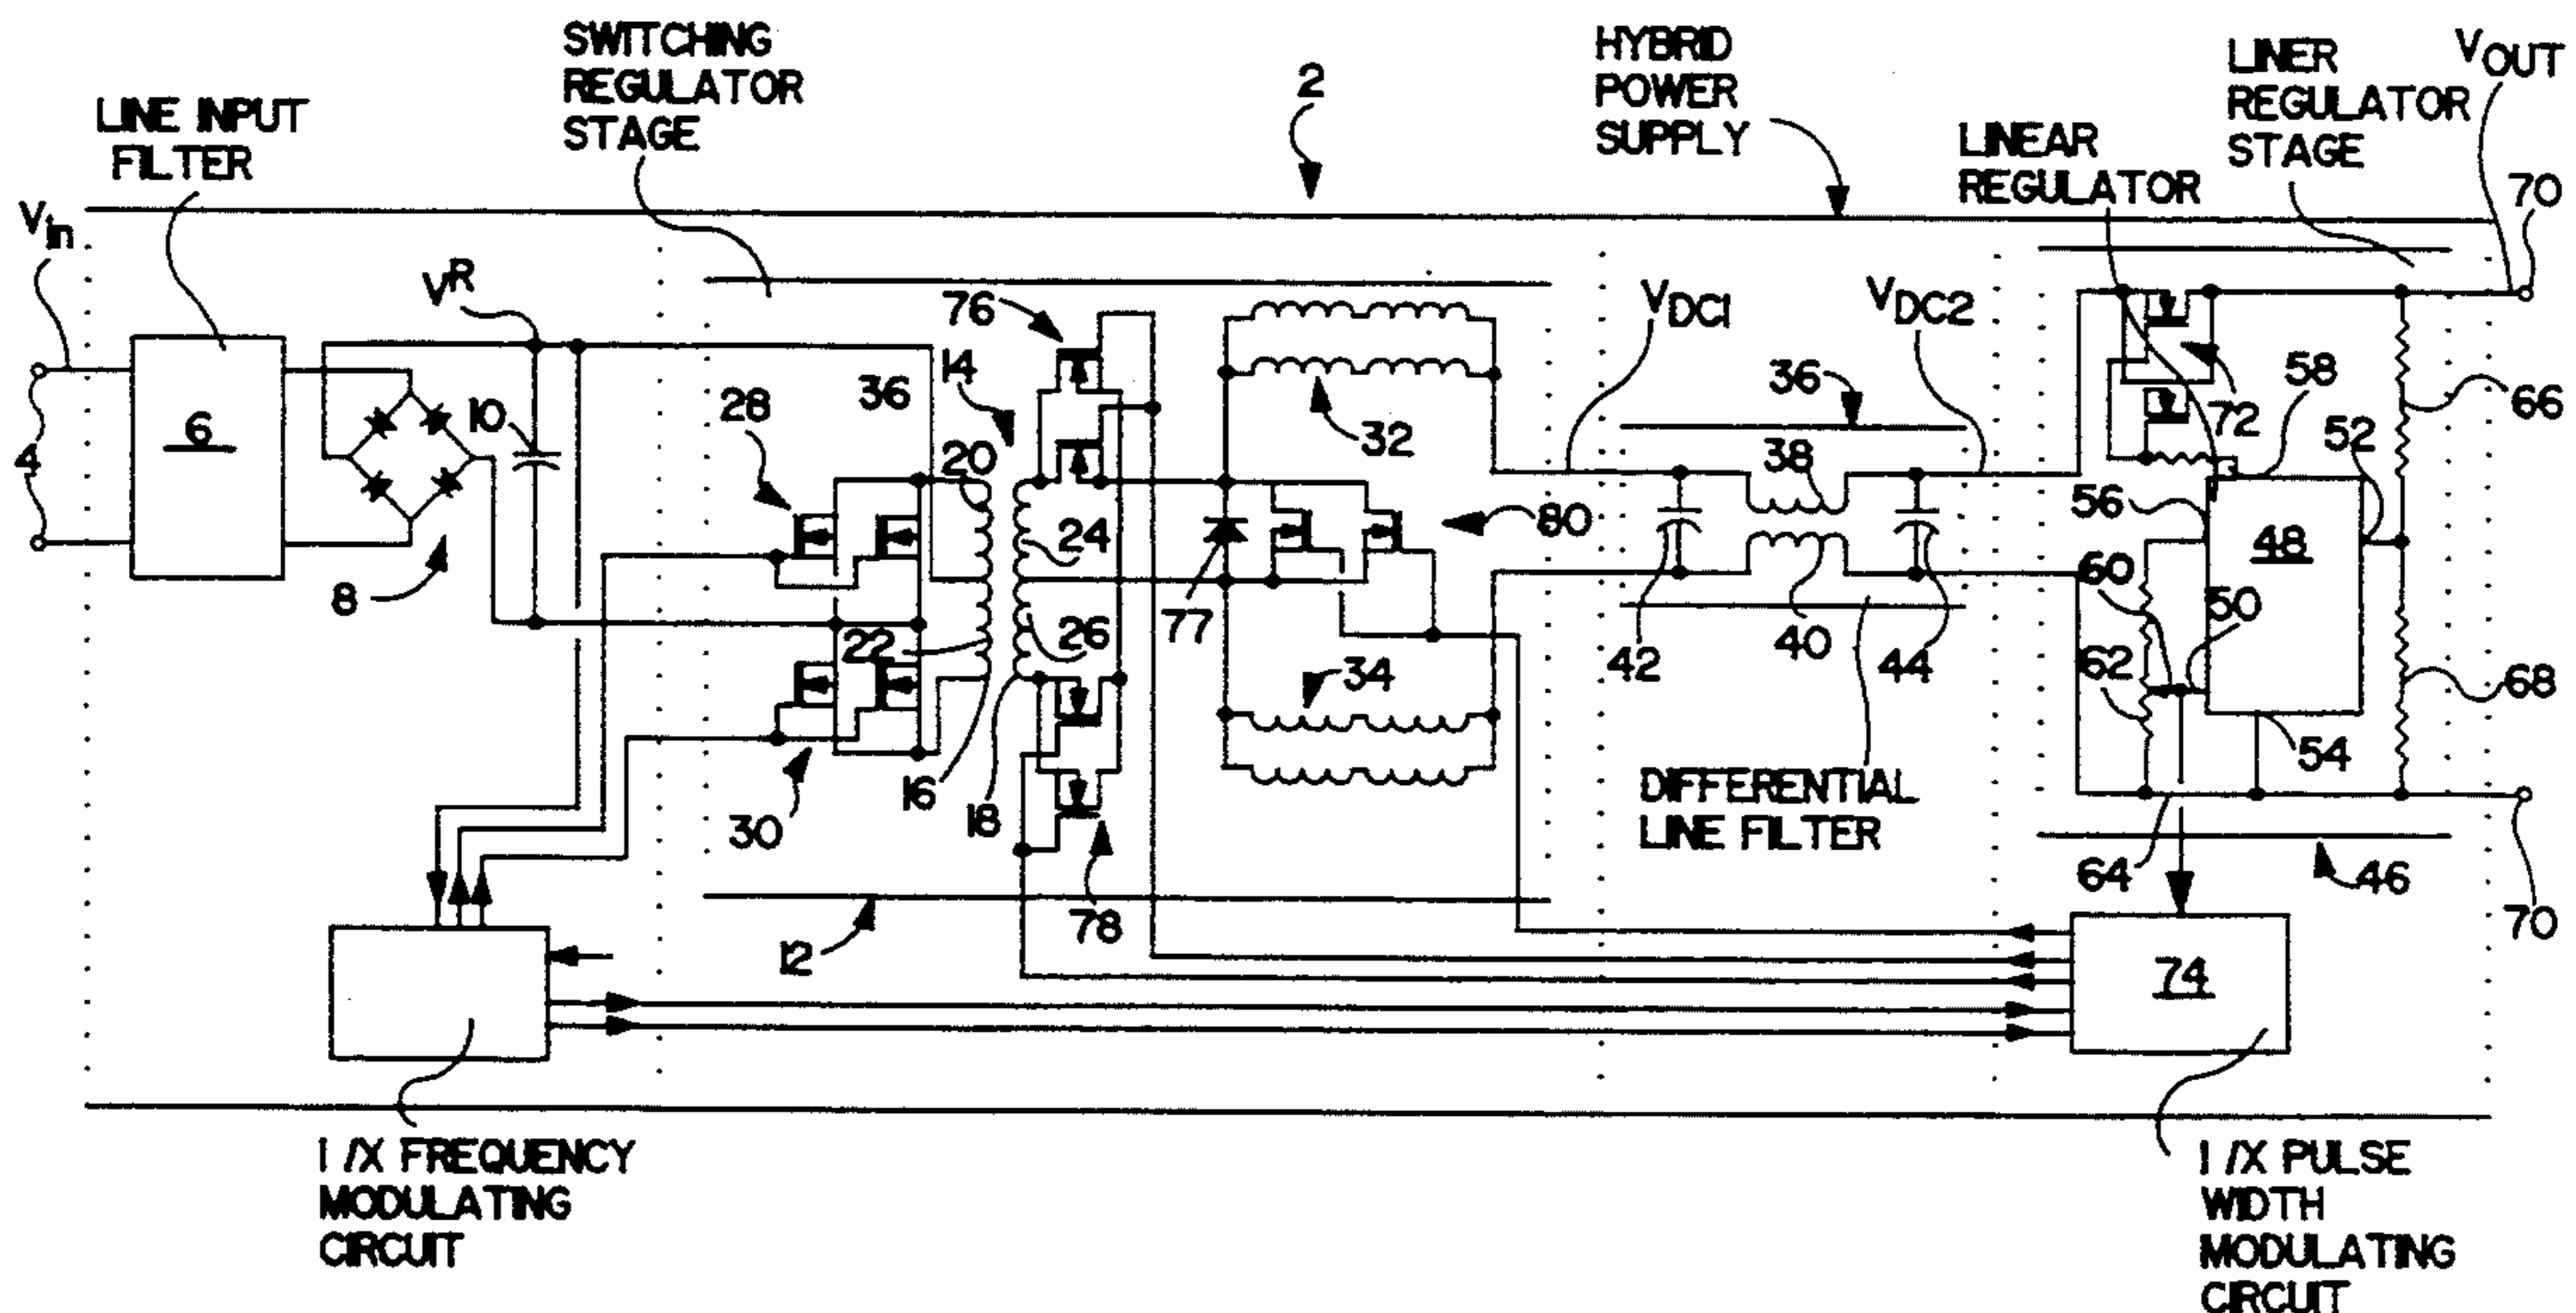 SWITCHING
REGULATOR
STAGE
HYBRID
POWER
SUPPLY
LINER
REGULATOR
STAGE
VOUT
LINE INPUT
FILTER
2
LINEAR
REGULATOR
70
Vin
VR
76
VDC1
VDC2
14
36
28
10
6
4
8
20
24
22
26
16
18
30
78
12
32
77
80
34
36
38
40
42
44
DIFFERENTIAL
LINE FILTER
72
58
66
52
56
48
60
50
62
54
68
64
46
70
74
1/X FREQUENCY
MODULATING
CIRCUIT
1/X PULSE
WIDTH
MODULATING
CIRCUIT